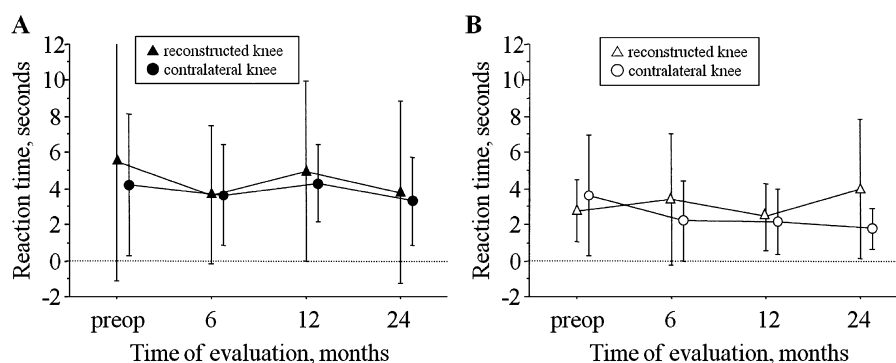 A
12
10
8
6
4
2
0
-2
Reaction time, seconds
reconstructed knee
contralateral knee
preop 6 12 24
Time of evaluation, months
B
12
10
8
6
4
2
0
-2
Reaction time, seconds
reconstructed knee
contralateral knee
preop 6 12 24
Time of evaluation, months